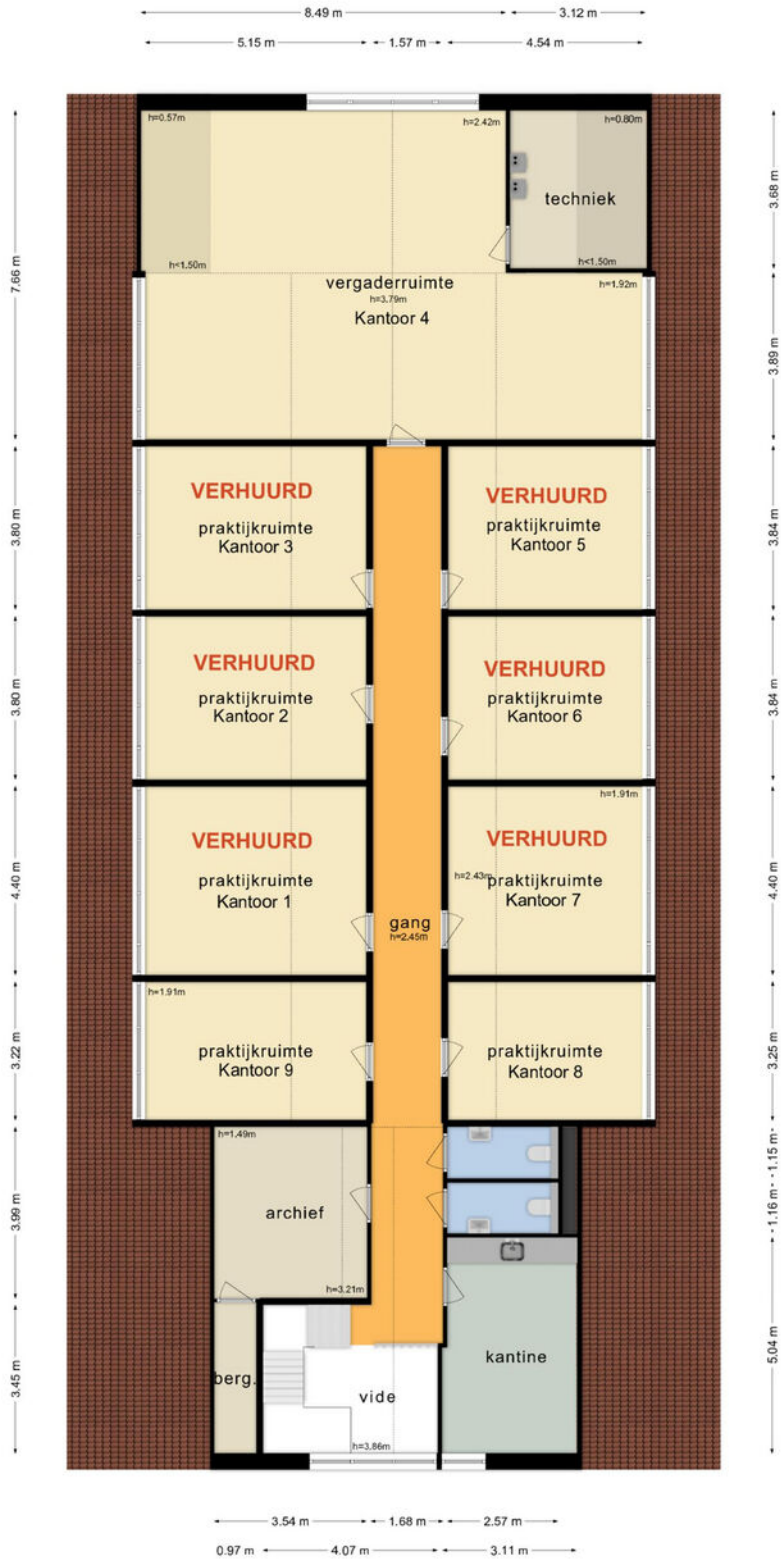 8.49 m
3.12 m
5.15 m
1.57 m
4.54 m
h=0.57m
h=2.42m
h=0.80m
techniek
3.68 m
7.66 m
h<1.50m
h<1.50m
vergaderruimte
h=3.79m
Kantoor 4
h=1.92m
3.89 m
VERHUURD
praktijkruimte
Kantoor 3
VERHUURD
praktijkruimte
Kantoor 5
3.80 m
3.84 m
VERHUURD
praktijkruimte
Kantoor 2
VERHUURD
praktijkruimte
Kantoor 6
3.80 m
3.84 m
h=1.91m
VERHUURD
praktijkruimte
Kantoor 1
VERHUURD
h=2.43m
praktijkruimte
Kantoor 7
4.40 m
4.40 m
gang
h=2.45m
h=1.91m
praktijkruimte
Kantoor 9
praktijkruimte
Kantoor 8
3.22 m
3.25 m
h=1.49m
1.15 m
archief
3.99 m
1.16 m
h=3.21m
kantine
5.04 m
berg.
3.45 m
vide
h=3.86m
3.54 m
1.68 m
2.57 m
0.97 m
4.07 m
3.11 m